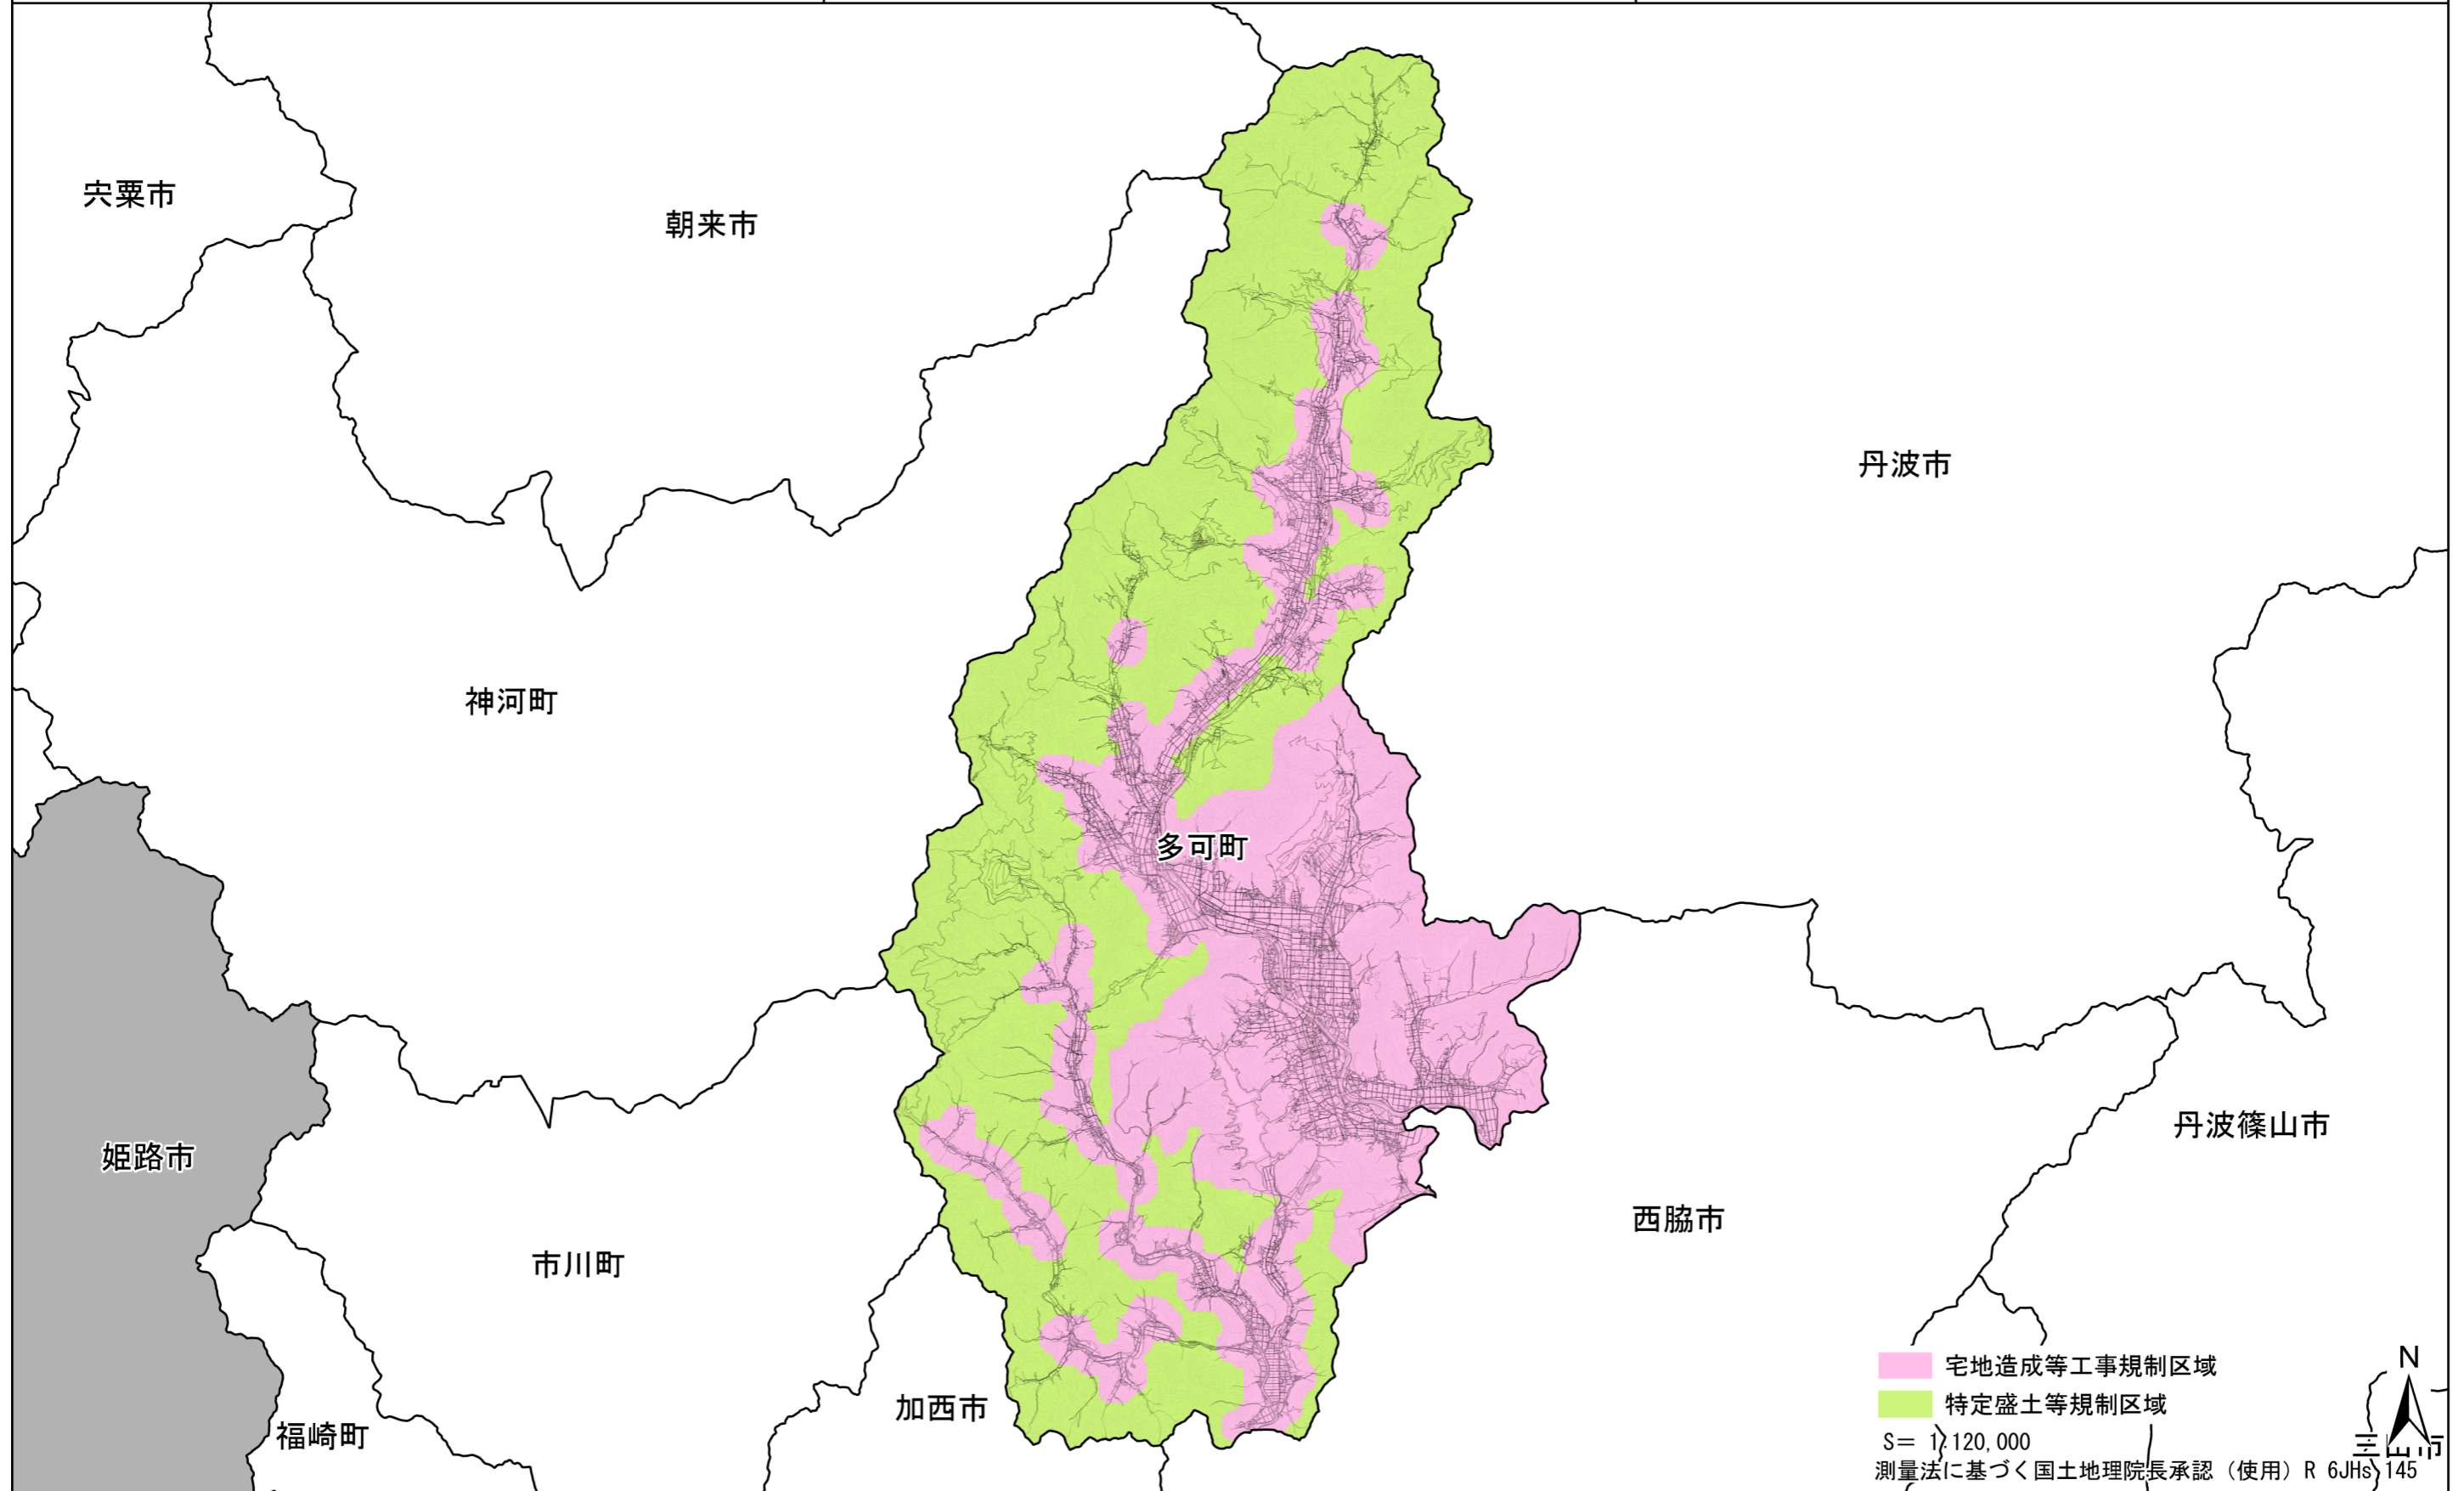 宍粟市
朝来市
丹波市
神河町
多可町
丹波篠山市
姫路市
西脇市
市川町
加西市
福崎町
三田市
N
宅地造成等工事規制区域
特定盛土等規制区域
S＝ 1:120,000
測量法に基づく国土地理院長承認（使用）R 6JHs 145